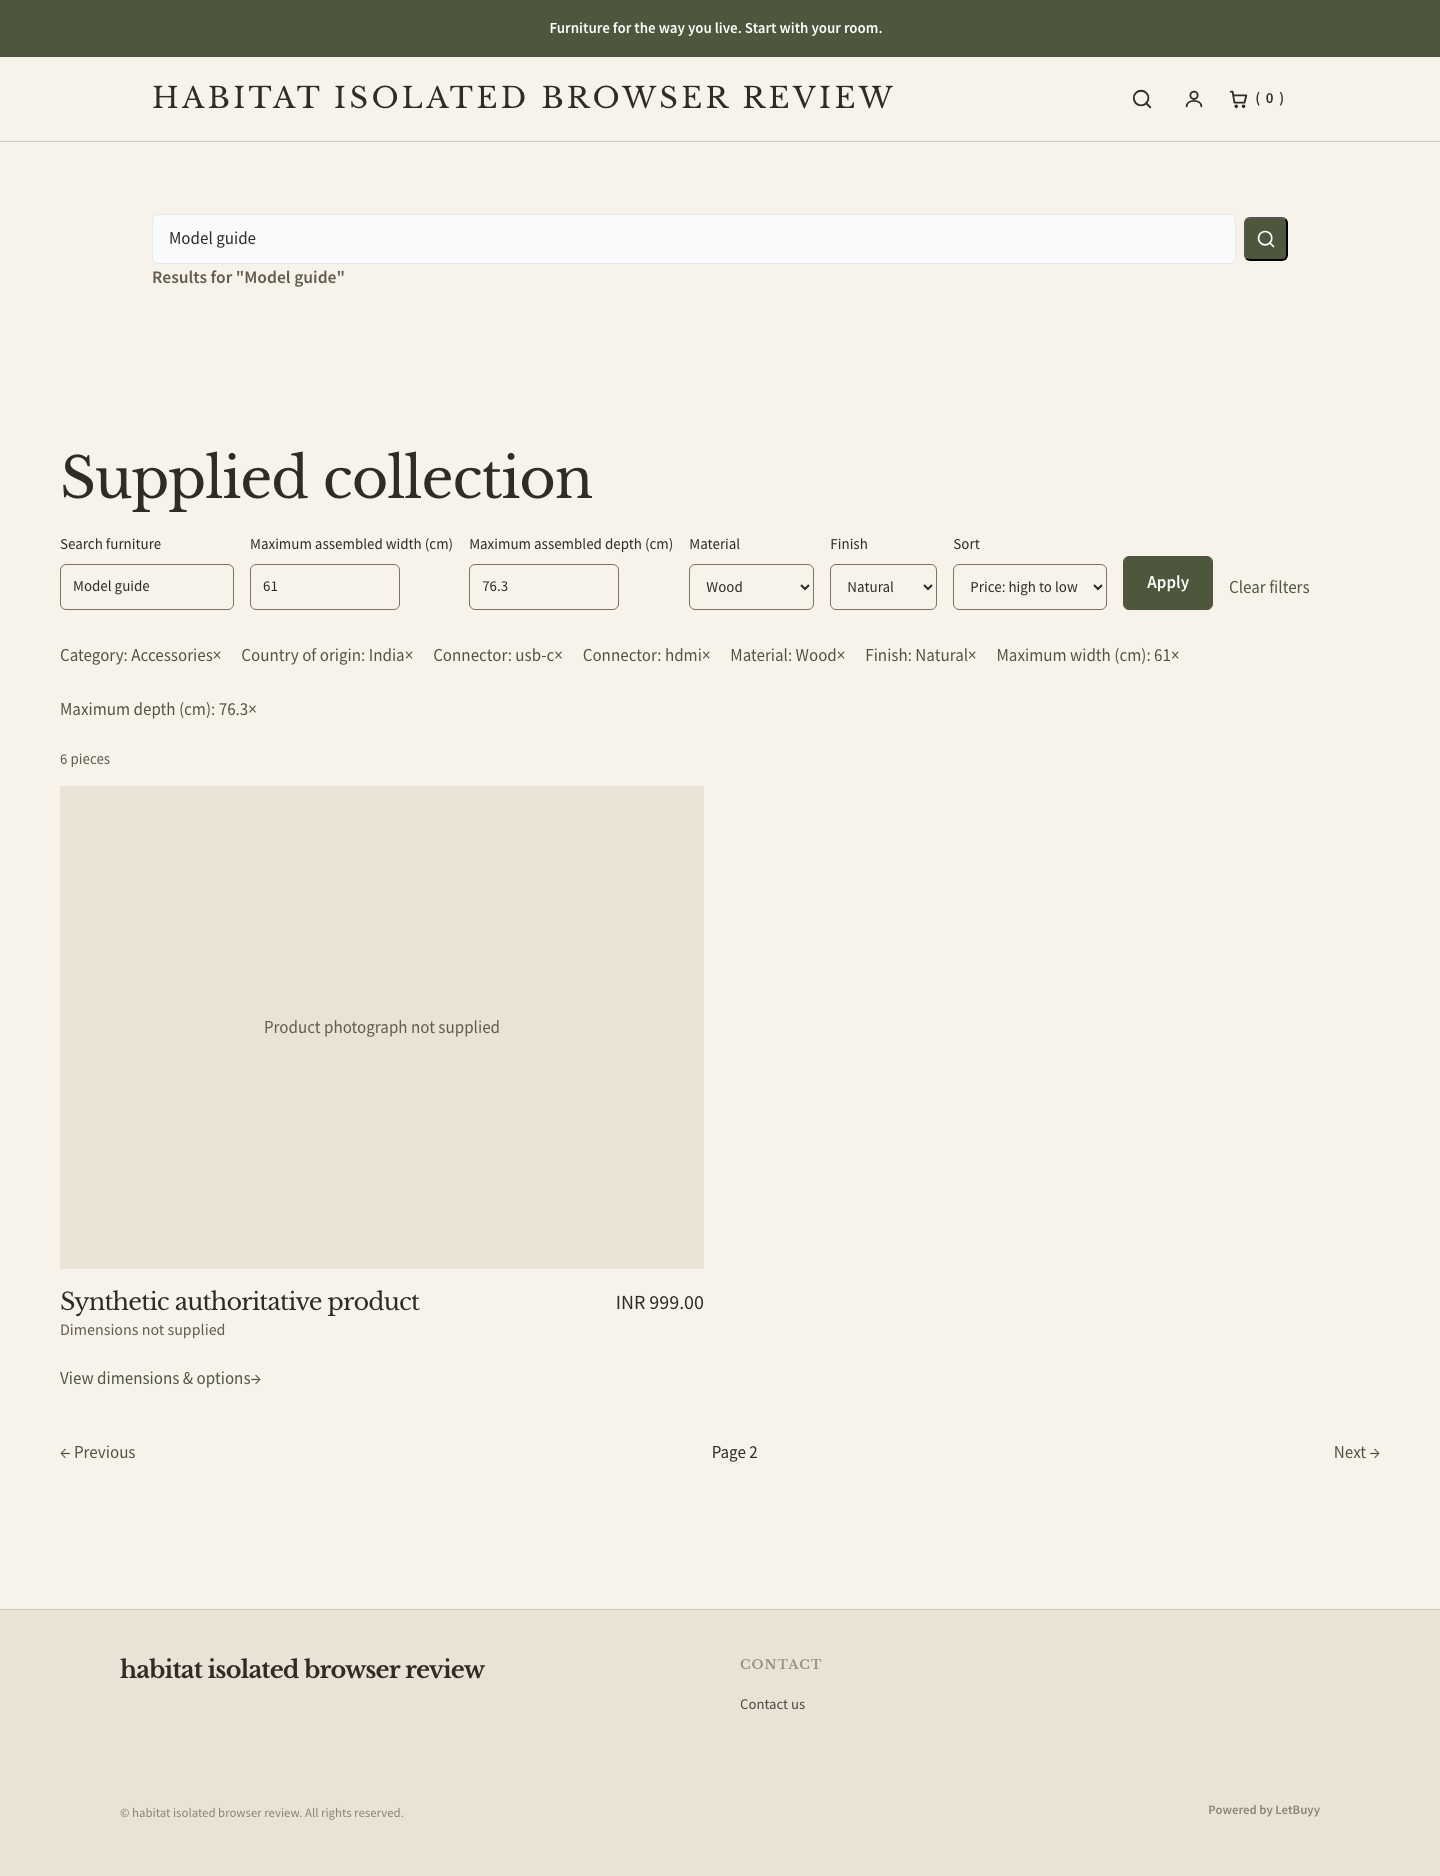 Furniture for the way you live. Start with your room.
HABITAT ISOLATED BROWSER REVIEW
( 0 )
Model guide
Results for "Model guide"
Supplied collection
Search furniture
Maximum assembled width (cm)
Maximum assembled depth (cm)
Material
Finish
Sort
Model guide
61
76.3
Wood
Natural
Price: high to low
Apply
Clear filters
Category: Accessories× Country of origin: India× Connector: usb-c× Connector: hdmi× Material: Wood× Finish: Natural× Maximum width (cm): 61×
Maximum depth (cm): 76.3×
6 pieces
Product photograph not supplied
Synthetic authoritative product
INR 999.00
Dimensions not supplied
View dimensions & options→
← Previous
Page 2
Next →
habitat isolated browser review
CONTACT
Contact us
© habitat isolated browser review. All rights reserved.
Powered by LetBuyy